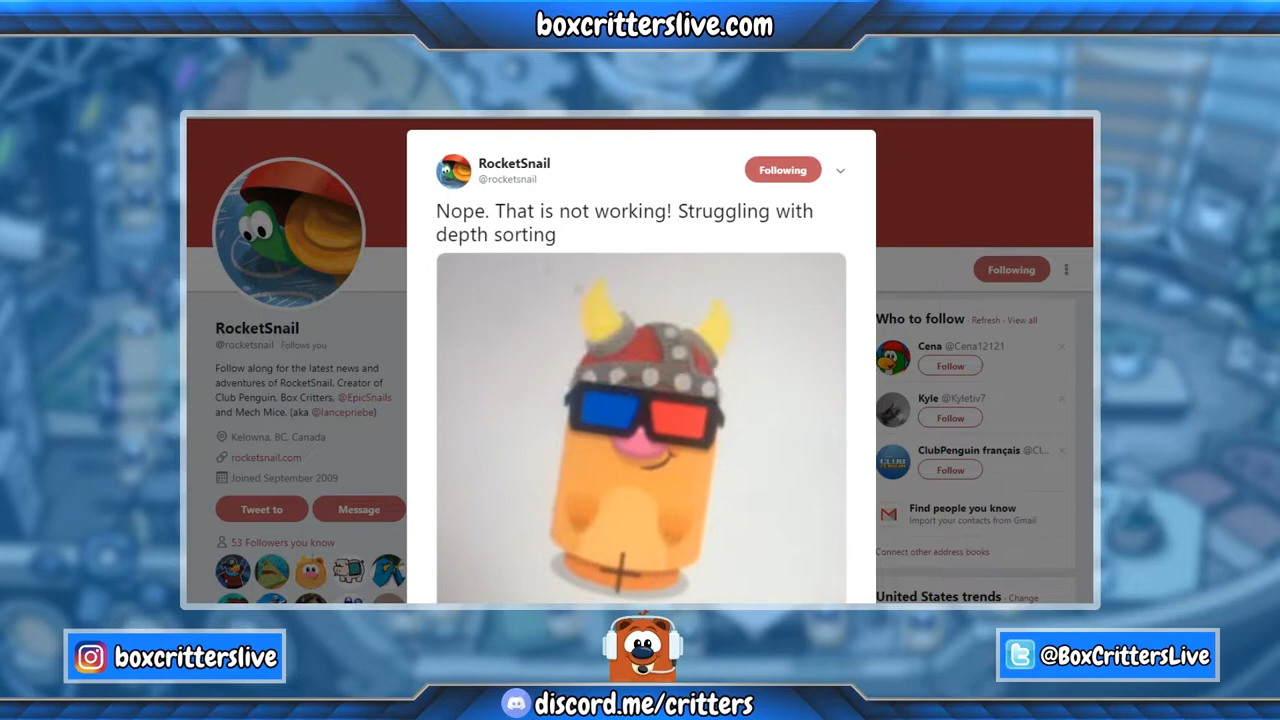 boxcritterslive.com
RocketSnail
@rocketsnail
Following
Nope. That is not working! Struggling with
depth sorting
RocketSnail
@rocketsnail Follows you
Follow along for the latest news and
adventures of RocketSnail, Creator of
Club Penguin, Box Critters, @EpicSnails
and Mech Mice. (aka @lancepriebe)
Kelowna, BC, Canada
rocketsnail.com
Joined September 2009
Tweet to
Message
53 Followers you know
Following
Who to follow · Refresh · View all
Cena @Cena12121
Follow
Kyle @Kyletiv7
Follow
ClubPenguin français @Cl...
Follow
Find people you know
Import your contacts from Gmail
Connect other address books
United States trends · Change
boxcritterslive
@BoxCrittersLive
discord.me/critters